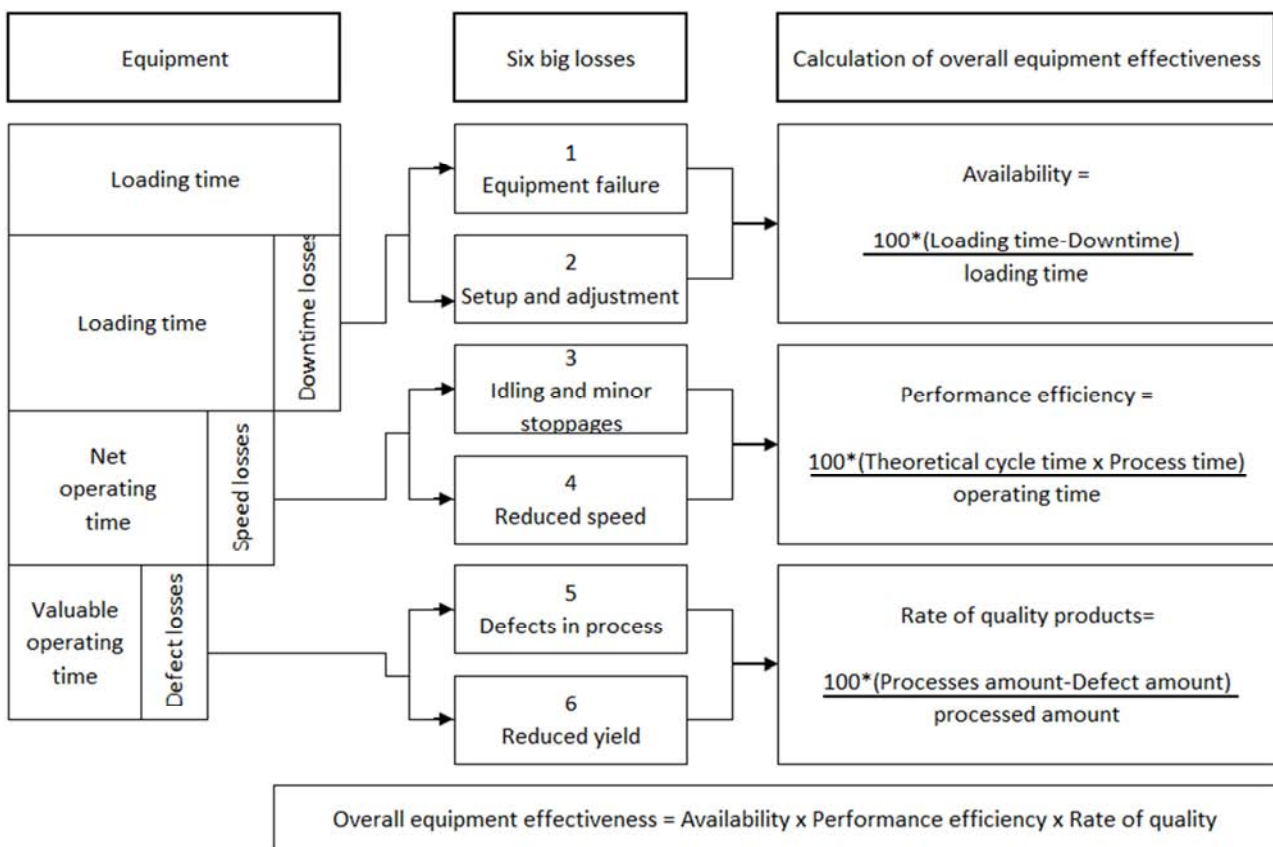 Equipment
Six big losses
Calculation of overall equipment effectiveness
Loading time
Loading time
Downtime losses
Net
operating
time
Speed losses
Valuable
operating
time
Defect losses
1
Equipment failure
2
Setup and adjustment
3
Idling and minor
stoppages
4
Reduced speed
5
Defects in process
6
Reduced yield
Availability =
100*(Loading time-Downtime)
loading time
Performance efficiency =
100*(Theoretical cycle time x Process time)
operating time
Rate of quality products=
100*(Processes amount-Defect amount)
processed amount
Overall equipment effectiveness = Availability x Performance efficiency x Rate of quality